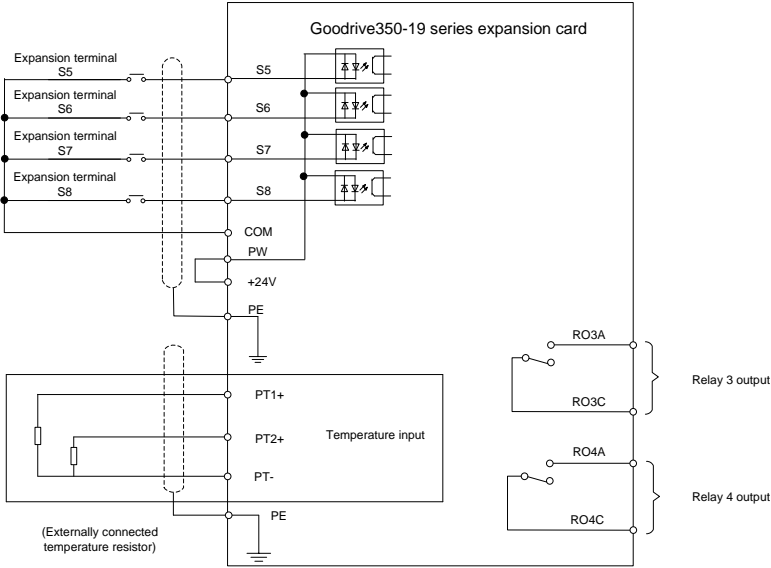 Goodrive350-19 series expansion card
Expansion terminal
S5
S5
Expansion terminal
S6
S6
Expansion terminal
S7
S7
Expansion terminal
S8
S8
COM
PW
+24V
PE
RO3A
Relay 3 output
RO3C
PT1+
PT2+
Temperature input
PT-
RO4A
Relay 4 output
RO4C
PE
(Externally connected
temperature resistor)